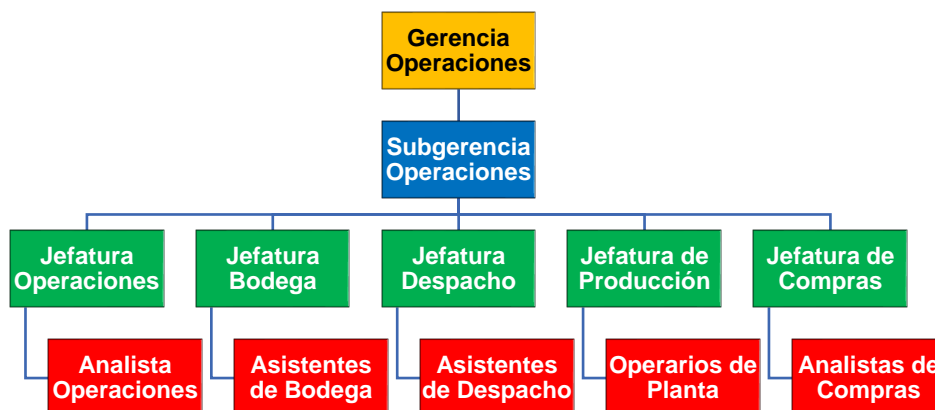 Gerencia
Operaciones
Subgerencia
Operaciones
Jefatura
Operaciones
Jefatura
Bodega
Jefatura
Despacho
Jefatura de
Producción
Jefatura de
Compras
Analista
Operaciones
Asistentes
de Bodega
Asistentes
de Despacho
Operarios de
Planta
Analistas de
Compras